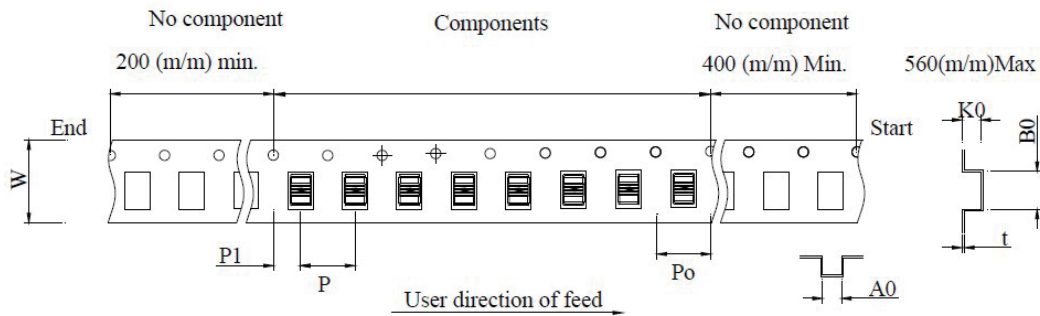 No component
Components
No component
200 (m/m) min.
400 (m/m) Min.
560(m/m)Max
K0
B0
End
Start
W
t
P1
P
Po
A0
User direction of feed